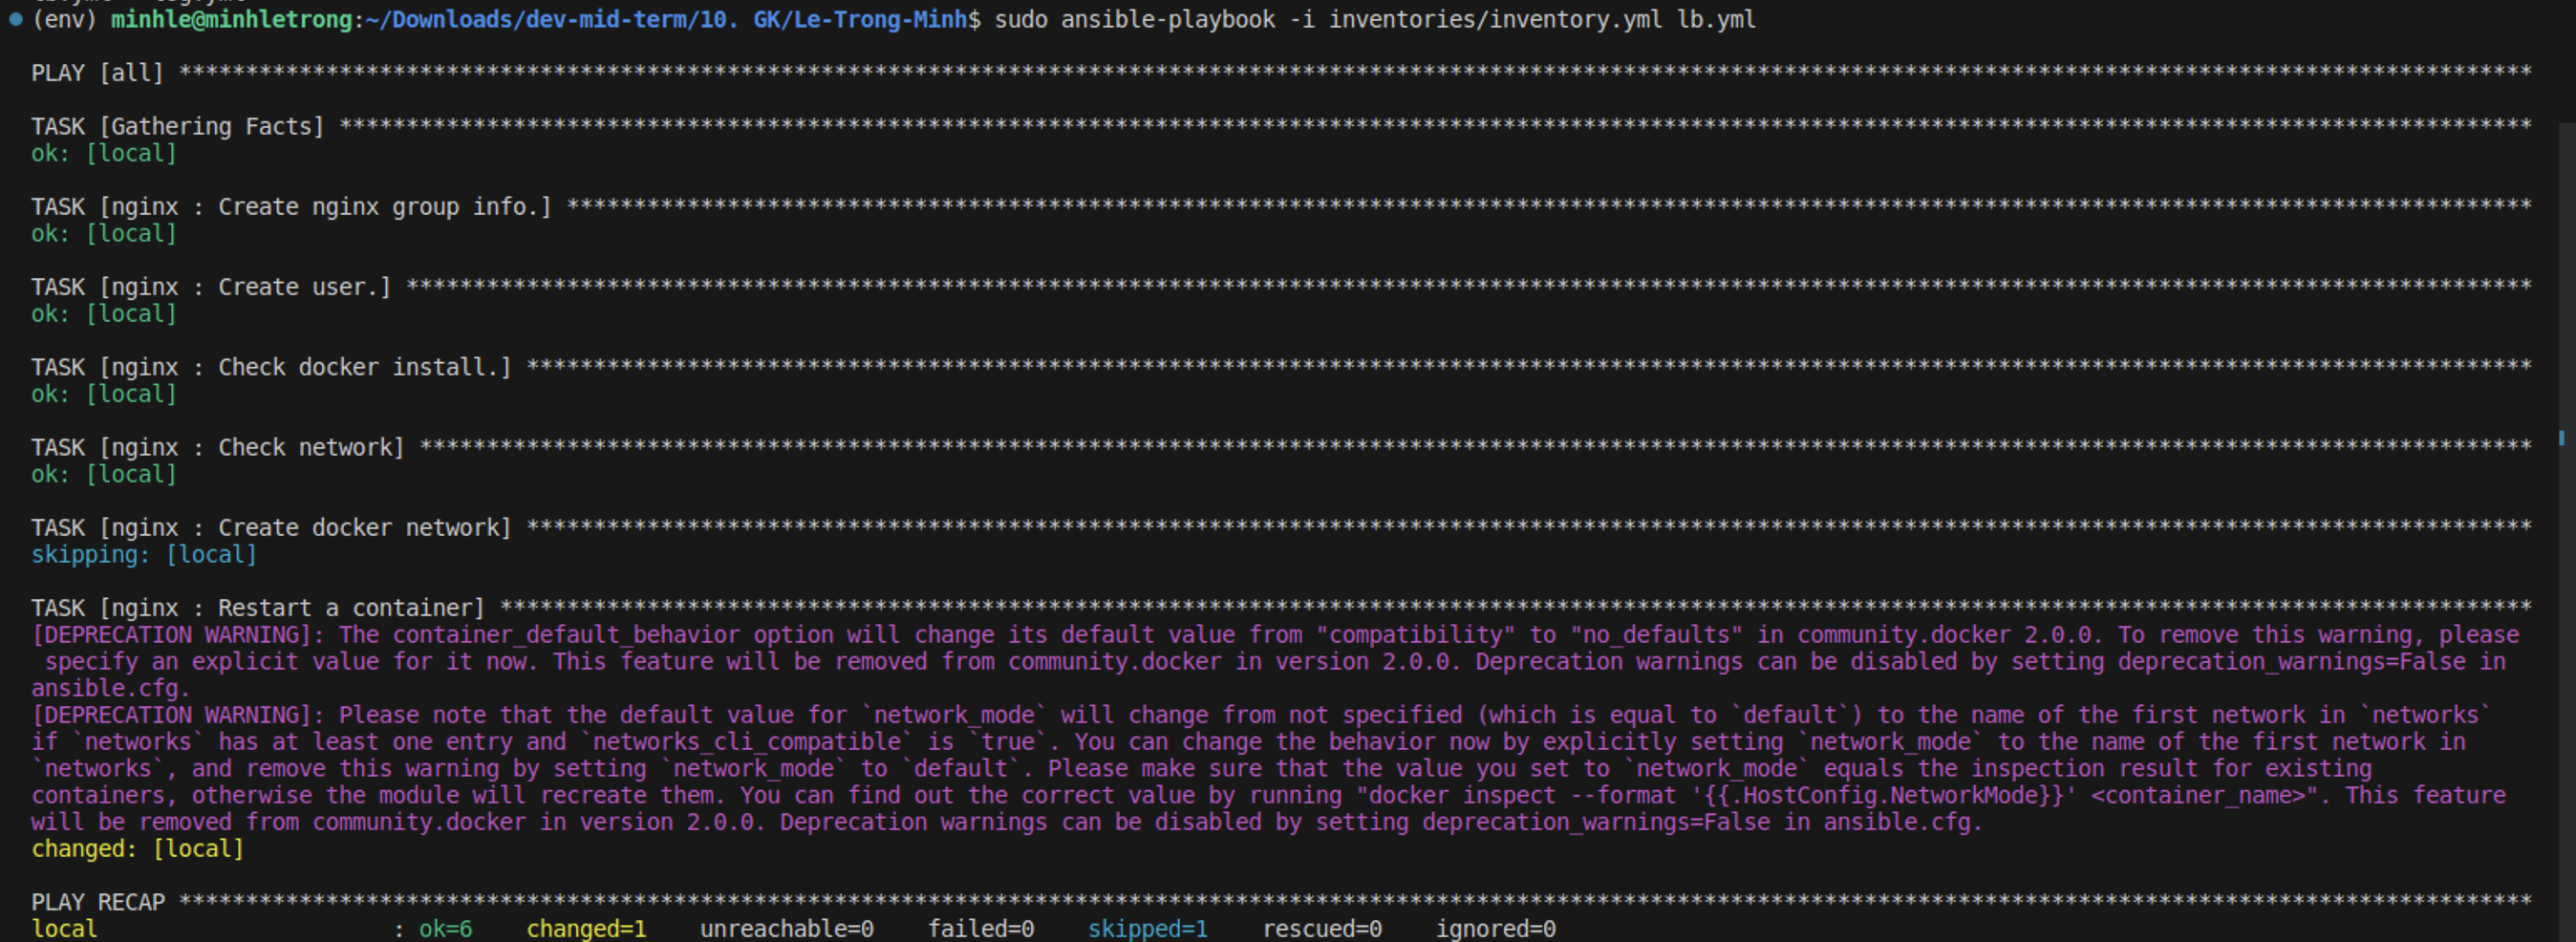 (env) minhle@minhletrong:~/Downloads/dev-mid-term/10. GK/Le-Trong-Minh$ sudo ansible-playbook -i inventories/inventory.yml lb.yml
PLAY [all] ********************************************************************************************************************************************************************************
TASK [Gathering Facts] ********************************************************************************************************************************************************************
ok: [local]
TASK [nginx : Create nginx group info.] ***************************************************************************************************************************************************
ok: [local]
TASK [nginx : Create user.] ***************************************************************************************************************************************************************
ok: [local]
TASK [nginx : Check docker install.] ******************************************************************************************************************************************************
ok: [local]
TASK [nginx : Check network] **************************************************************************************************************************************************************
ok: [local]
TASK [nginx : Create docker network] ******************************************************************************************************************************************************
skipping: [local]
TASK [nginx : Restart a container] ********************************************************************************************************************************************************
[DEPRECATION WARNING]: The container_default_behavior option will change its default value from "compatibility" to "no_defaults" in community.docker 2.0.0. To remove this warning, please
specify an explicit value for it now. This feature will be removed from community.docker in version 2.0.0. Deprecation warnings can be disabled by setting deprecation_warnings=False in
ansible.cfg.
[DEPRECATION WARNING]: Please note that the default value for `network_mode` will change from not specified (which is equal to `default`) to the name of the first network in `networks`
if `networks` has at least one entry and `networks_cli_compatible` is `true`. You can change the behavior now by explicitly setting `network_mode` to the name of the first network in
`networks`, and remove this warning by setting `network_mode` to `default`. Please make sure that the value you set to `network_mode` equals the inspection result for existing
containers, otherwise the module will recreate them. You can find out the correct value by running "docker inspect --format '{{.HostConfig.NetworkMode}}' <container_name>". This feature
will be removed from community.docker in version 2.0.0. Deprecation warnings can be disabled by setting deprecation_warnings=False in ansible.cfg.
changed: [local]
PLAY RECAP ********************************************************************************************************************************************************************************
local                      : ok=6    changed=1    unreachable=0    failed=0    skipped=1    rescued=0    ignored=0